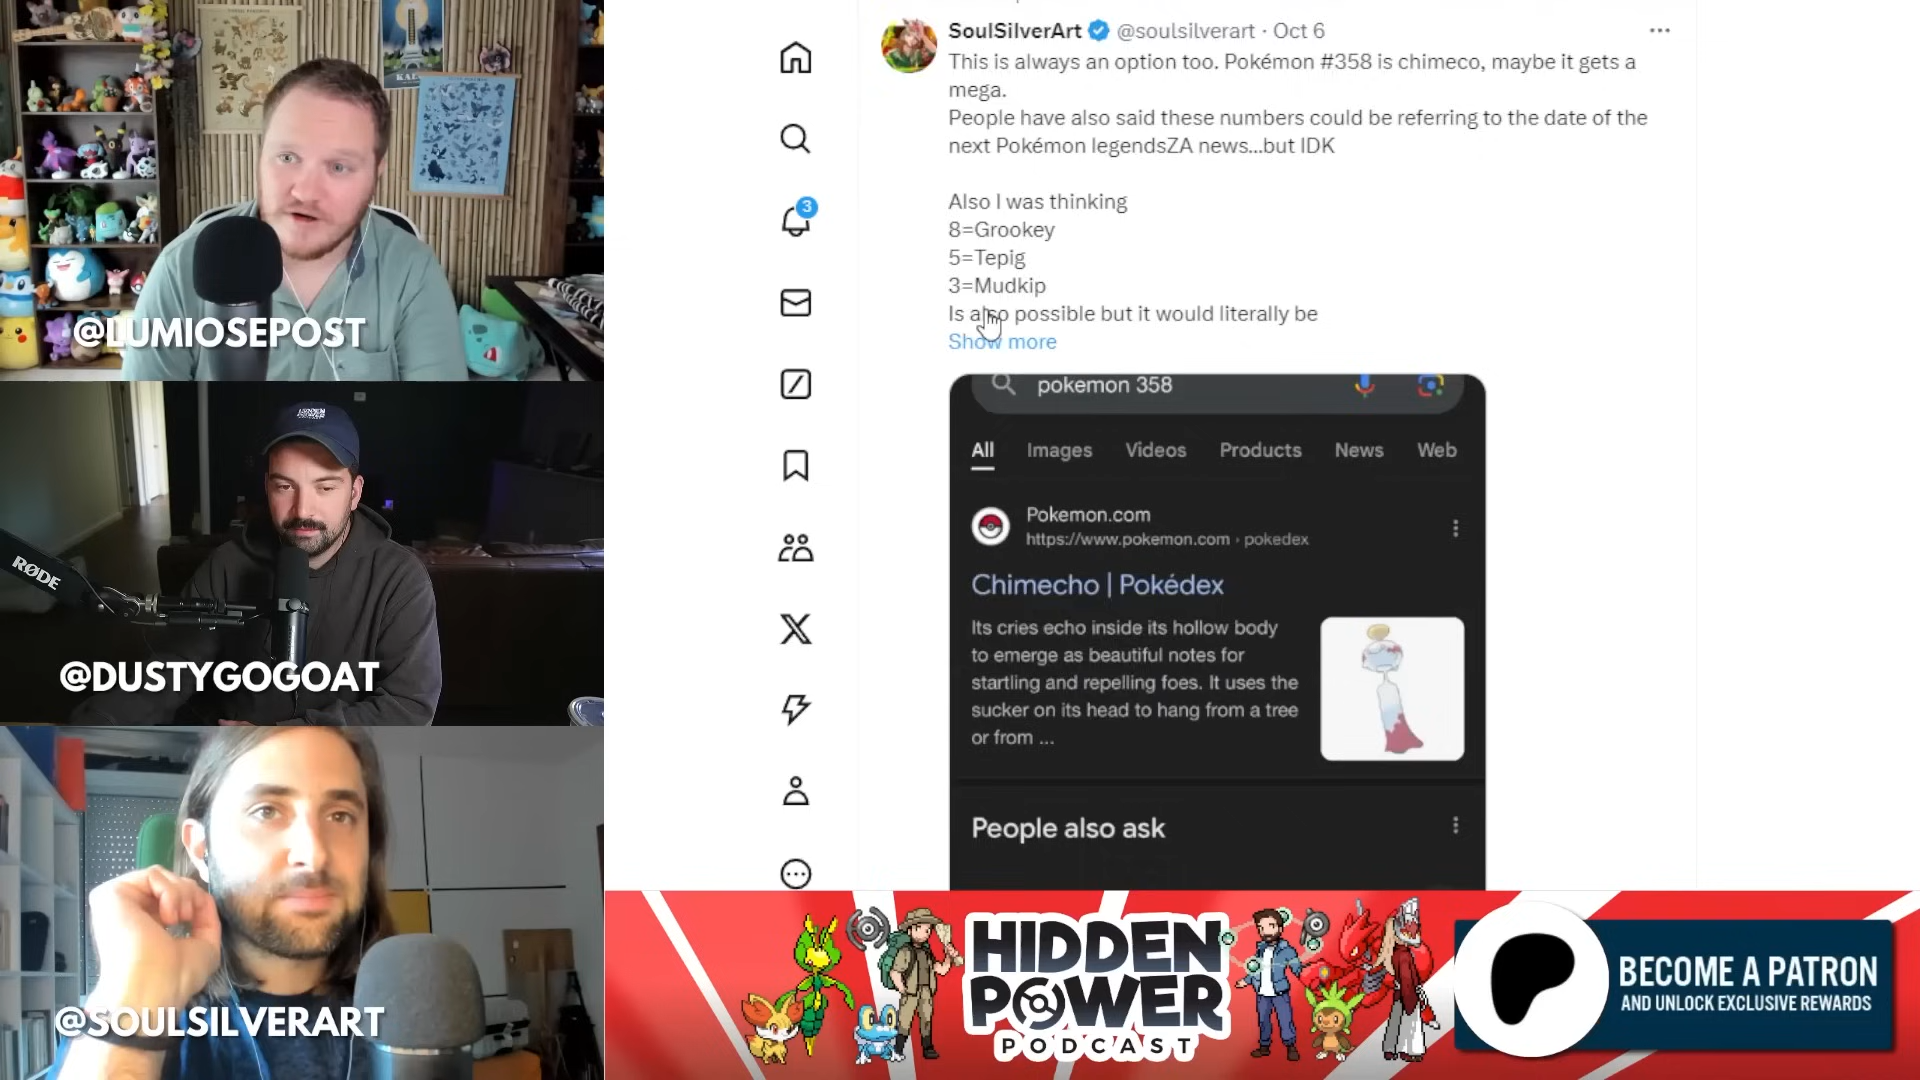 KAL
@LUMIOSEPOST
HIDDEN
POWER
RØDE
@DUSTYGOGOAT
@SOULSILVERART
3
SoulSilverArt @soulsilverart · Oct 6
This is always an option too. Pokémon #358 is chimeco, maybe it gets a
mega.
People have also said these numbers could be referring to the date of the
next Pokémon legendsZA news...but IDK
Also I was thinking
8=Grookey
5=Tepig
3=Mudkip
Is also possible but it would literally be
Show more
pokemon 358
All Images Videos Products News Web
Pokemon.com
https://www.pokemon.com · pokedex
Chimecho | Pokédex
Its cries echo inside its hollow body
to emerge as beautiful notes for
startling and repelling foes. It uses the
sucker on its head to hang from a tree
or from ...
People also ask
HIDDEN
POWER
PODCAST
BECOME A PATRON
AND UNLOCK EXCLUSIVE REWARDS